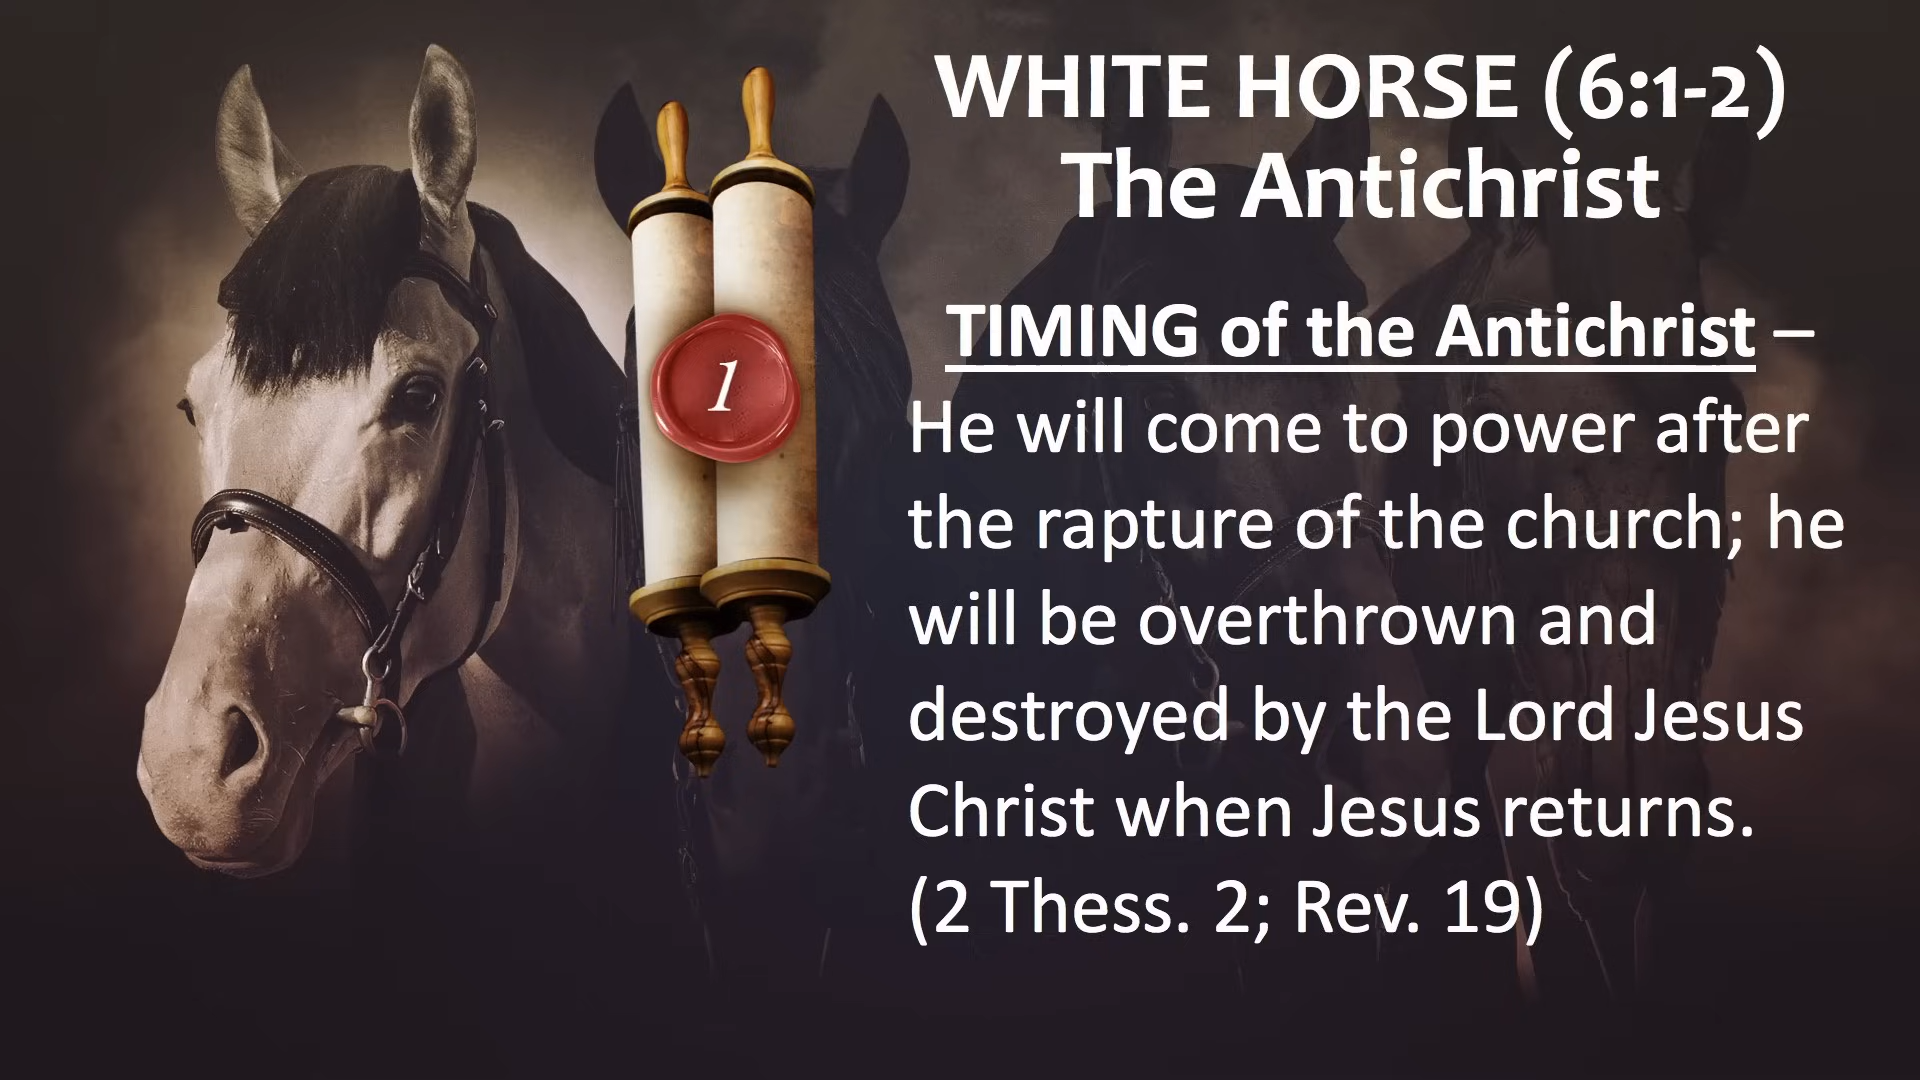 WHITE HORSE (6:1-2)
The Antichrist
1
TIMING of the Antichrist –
He will come to power after
the rapture of the church; he
will be overthrown and
destroyed by the Lord Jesus
Christ when Jesus returns.
(2 Thess. 2; Rev. 19)